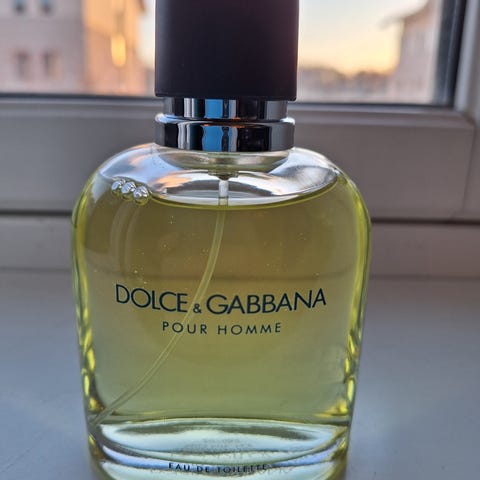 DOLCE & GABBANA
POUR HOMME
EAU DE TOILETTE